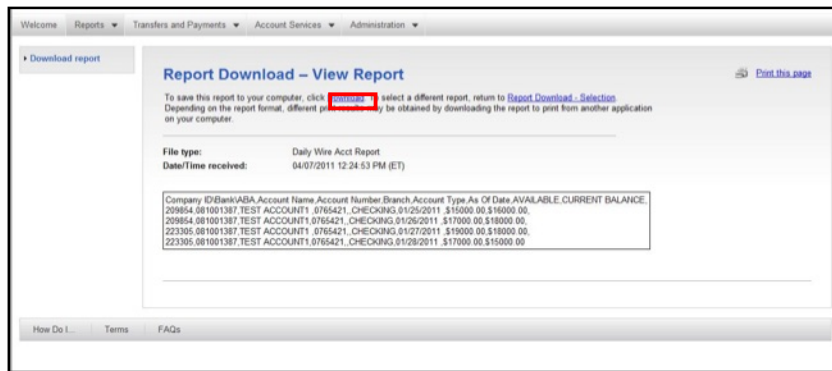 Welcome Reports Transfers and Payments Account Services Administration
Download report
Report Download – View Report
Print this page
To save this report to your computer, click Download. To select a different report, return to Report Download - Selection.
Depending on the report format, different print results may be obtained by downloading the report to print from another application
on your computer.
File type: Daily Wire Acct Report
Date/Time received: 04/07/2011 12:24:53 PM (ET)
Company ID\Bank\ABA,Account Name,Account Number,Branch,Account Type,As Of Date,AVAILABLE,CURRENT BALANCE,
209854,081001387,TEST ACCOUNT1 ,0765421,,CHECKING,01/25/2011 ,$15000.00,$16000.00,
209854,081001387,TEST ACCOUNT1,0765421,,CHECKING,01/26/2011 ,$17000.00,$18000.00,
223305,081001387,TEST ACCOUNT1 ,0765421,,CHECKING,01/27/2011 ,$19000.00,$18000.00,
223305,081001387,TEST ACCOUNT1,0765421,,CHECKING,01/28/2011 ,$17000.00,$15000.00
How Do I... Terms FAQs